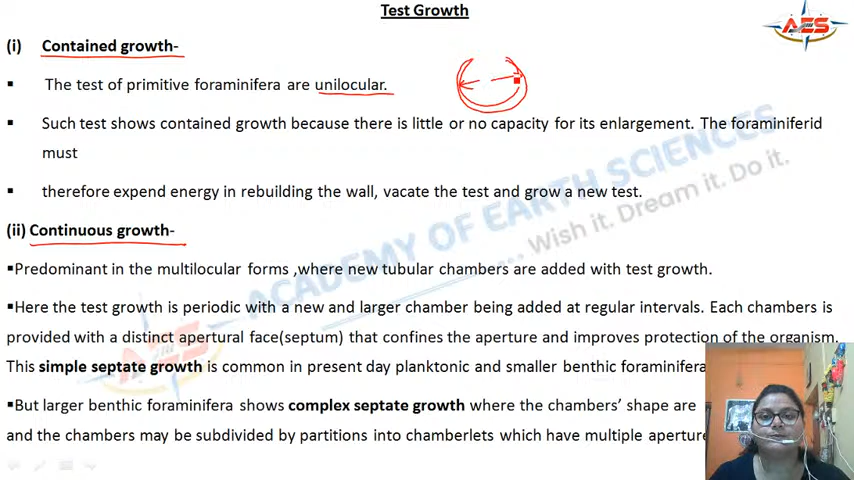 Test Growth
AES
(i) Contained growth-
▪ The test of primitive foraminifera are unilocular.
▪ Such test shows contained growth because there is little or no capacity for its enlargement. The foraminiferid
must
▪ therefore expend energy in rebuilding the wall, vacate the test and grow a new test.
(ii) Continuous growth-
▪Predominant in the multilocular forms ,where new tubular chambers are added with test growth.
▪Here the test growth is periodic with a new and larger chamber being added at regular intervals. Each chambers is
provided with a distinct apertural face(septum) that confines the aperture and improves protection of the organism.
This simple septate growth is common in present day planktonic and smaller benthic foraminifera
▪But larger benthic foraminifera shows complex septate growth where the chambers’ shape are
and the chambers may be subdivided by partitions into chamberlets which have multiple aperture
AES
ACADEMY OF EARTH SCIENCES
... Wish it. Dream it. Do it.